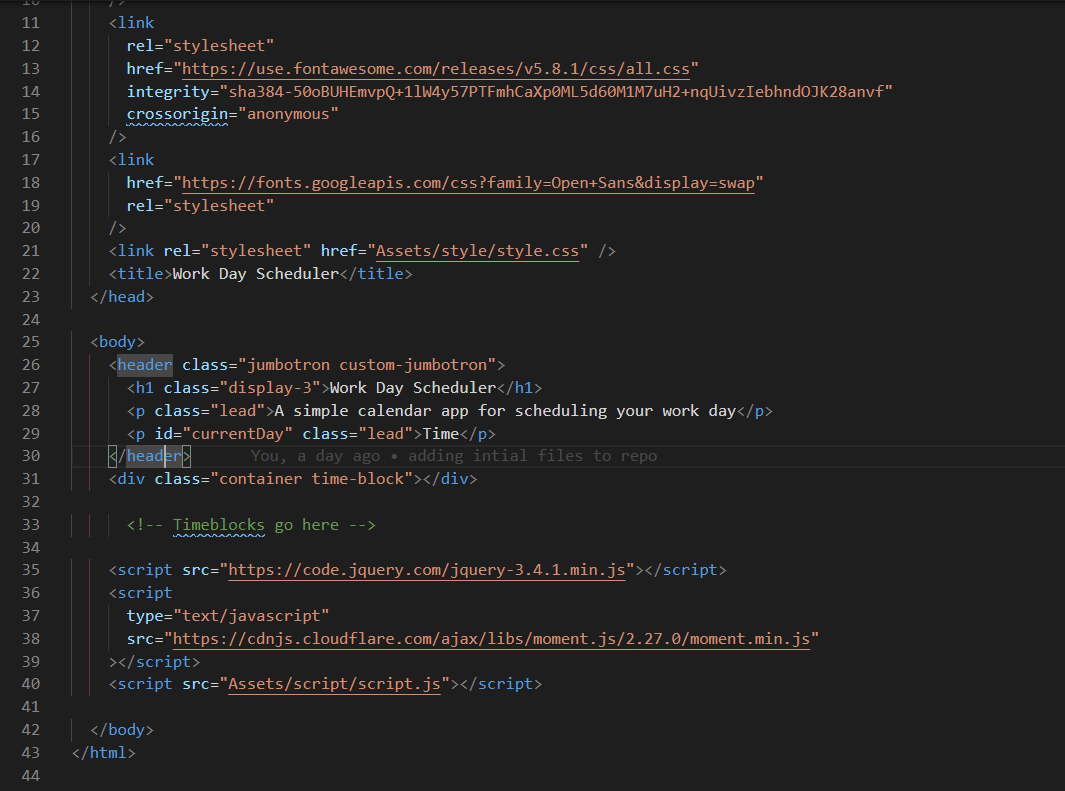 11 <link
12 rel="stylesheet"
13 href="https://use.fontawesome.com/releases/v5.8.1/css/all.css"
14 integrity="sha384-50oBUHEmvpQ+1lW4y57PTFmhCaXp0ML5d60M1M7uH2+nqUivzIebhndOJK28anvf"
15 crossorigin="anonymous"
16 />
17 <link
18 href="https://fonts.googleapis.com/css?family=Open+Sans&display=swap"
19 rel="stylesheet"
20 />
21 <link rel="stylesheet" href="Assets/style/style.css" />
22 <title>Work Day Scheduler</title>
23 </head>
24
25 <body>
26 <header class="jumbotron custom-jumbotron">
27 <h1 class="display-3">Work Day Scheduler</h1>
28 <p class="lead">A simple calendar app for scheduling your work day</p>
29 <p id="currentDay" class="lead">Time</p>
30 </header> You, a day ago • adding intial files to repo
31 <div class="container time-block"></div>
32
33 <!-- Timeblocks go here -->
34
35 <script src="https://code.jquery.com/jquery-3.4.1.min.js"></script>
36 <script
37 type="text/javascript"
38 src="https://cdnjs.cloudflare.com/ajax/libs/moment.js/2.27.0/moment.min.js"
39 ></script>
40 <script src="Assets/script/script.js"></script>
41
42 </body>
43 </html>
44